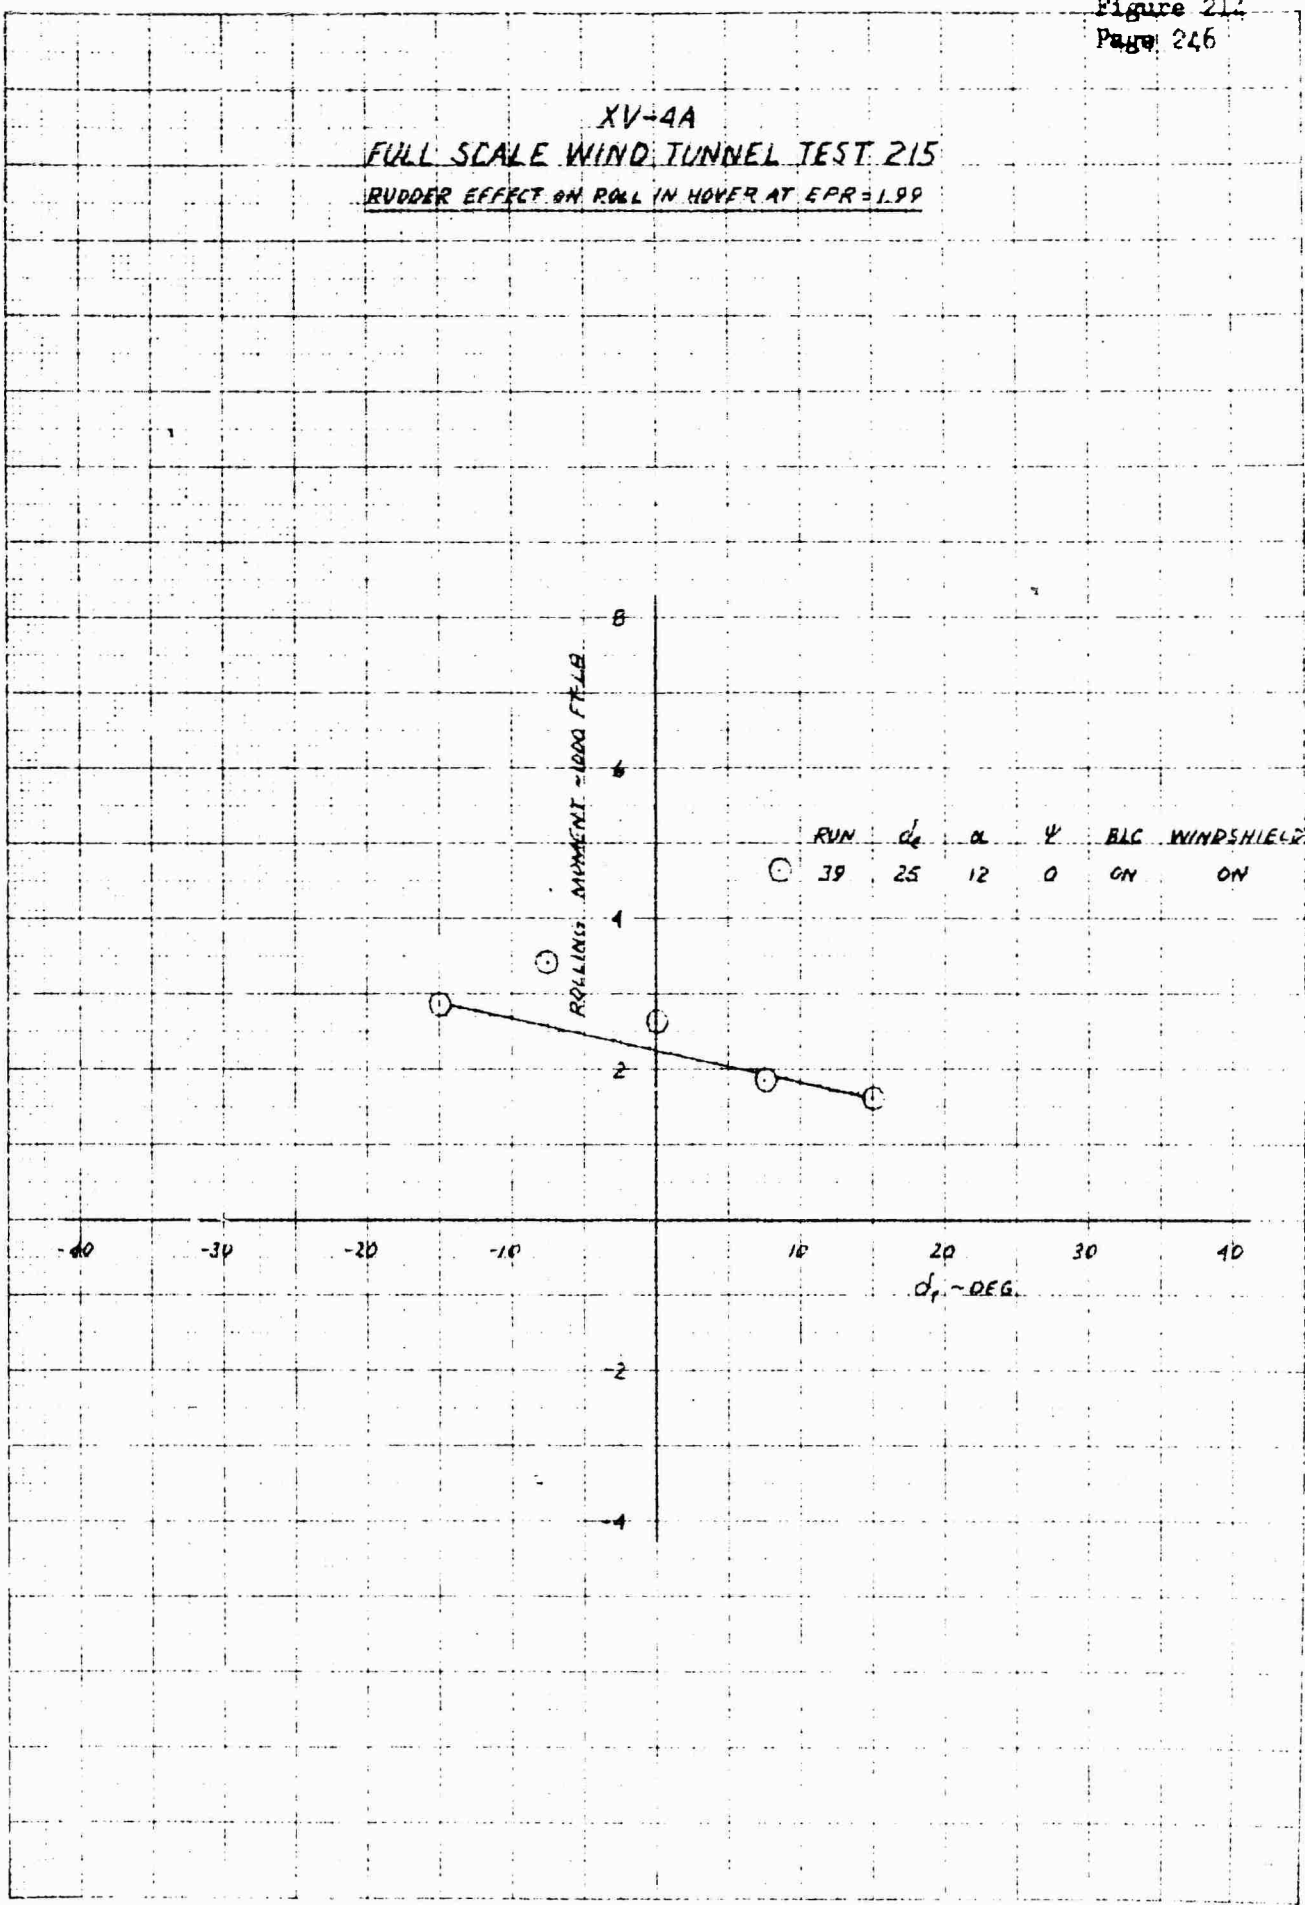 Page 246
XV-4A
FULL SCALE WIND TUNNEL TEST 215
RUDDER EFFECT ON ROLL IN HOVER AT EPR=1.99
8
6
4
2
-2
-4
ROLLING MOMENT ~1000 FT-LB
RUN α Ψ BLC WINDSHIELD
39 25 12 0 ON ON
-40 -30 -20 -10 10 20 30 40
~DEG.